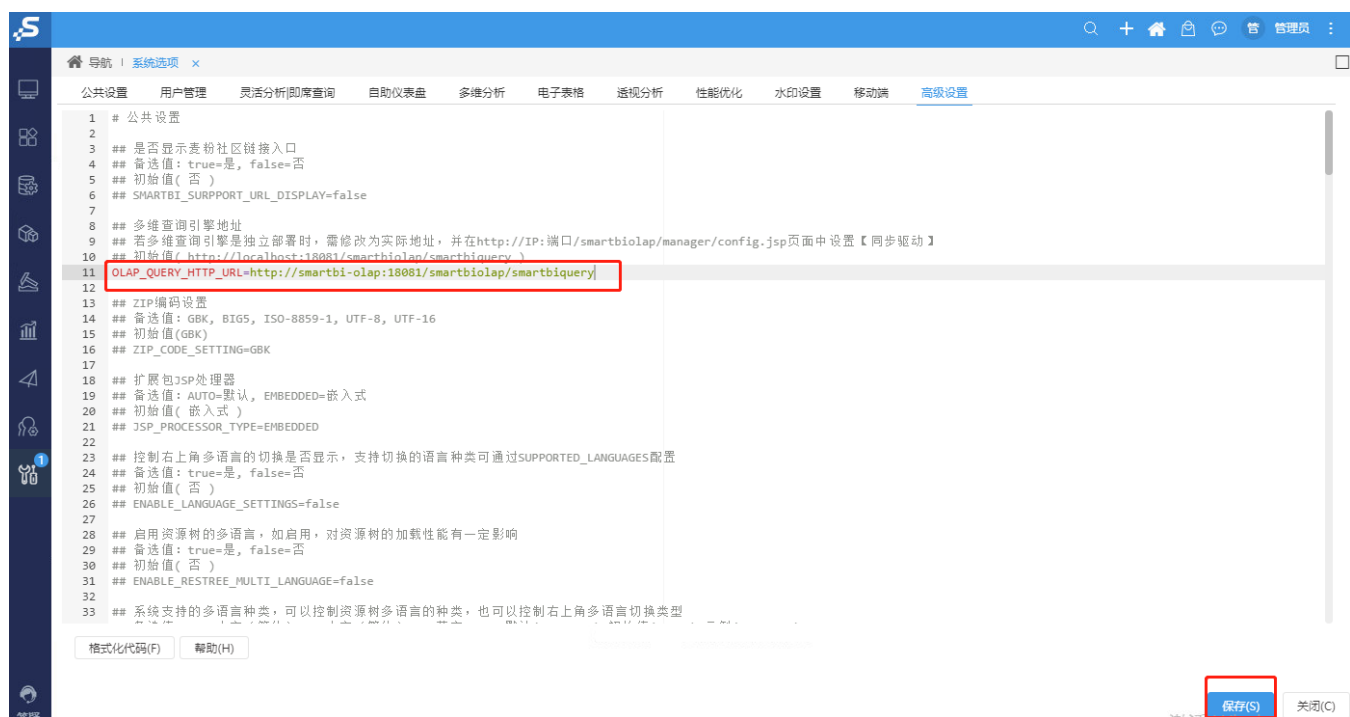 S
管 管理员
导航 | 系统选项 ×
公共设置 用户管理 灵活分析|即席查询 自助仪表盘 多维分析 电子表格 透视分析 性能优化 水印设置 移动端 高级设置
1 # 公共设置
2
3 ## 是否显示麦粉社区链接入口
4 ## 备选值：true=是, false=否
5 ## 初始值( 否 )
6 ## SMARTBI_SURPPORT_URL_DISPLAY=false
7
8 ## 多维查询引擎地址
9 ## 若多维查询引擎是独立部署时，需修改为实际地址，并在http://IP:端口/smartbiolap/manager/config.jsp页面中设置【同步驱动】
10 ## 初始值( http://localhost:18081/smartbiolap/smartbiquery )
11 OLAP_QUERY_HTTP_URL=http://smartbi-olap:18081/smartbiolap/smartbiquery
12
13 ## ZIP编码设置
14 ## 备选值：GBK, BIG5, ISO-8859-1, UTF-8, UTF-16
15 ## 初始值(GBK)
16 ## ZIP_CODE_SETTING=GBK
17
18 ## 扩展包JSP处理器
19 ## 备选值：AUTO=默认, EMBEDDED=嵌入式
20 ## 初始值( 嵌入式 )
21 ## JSP_PROCESSOR_TYPE=EMBEDDED
22
23 ## 控制右上角多语言的切换是否显示，支持切换的语言种类可通过SUPPORTED_LANGUAGES配置
24 ## 备选值：true=是, false=否
25 ## 初始值( 否 )
26 ## ENABLE_LANGUAGE_SETTINGS=false
27
28 ## 启用资源树的多语言，如启用，对资源树的加载性能有一定影响
29 ## 备选值：true=是, false=否
30 ## 初始值( 否 )
31 ## ENABLE_RESTREE_MULTI_LANGUAGE=false
32
33 ## 系统支持的多语言种类，可以控制资源树多语言的种类，也可以控制右上角多语言切换类型
1
格式化代码(F) 帮助(H)
保存(S) 关闭(C)